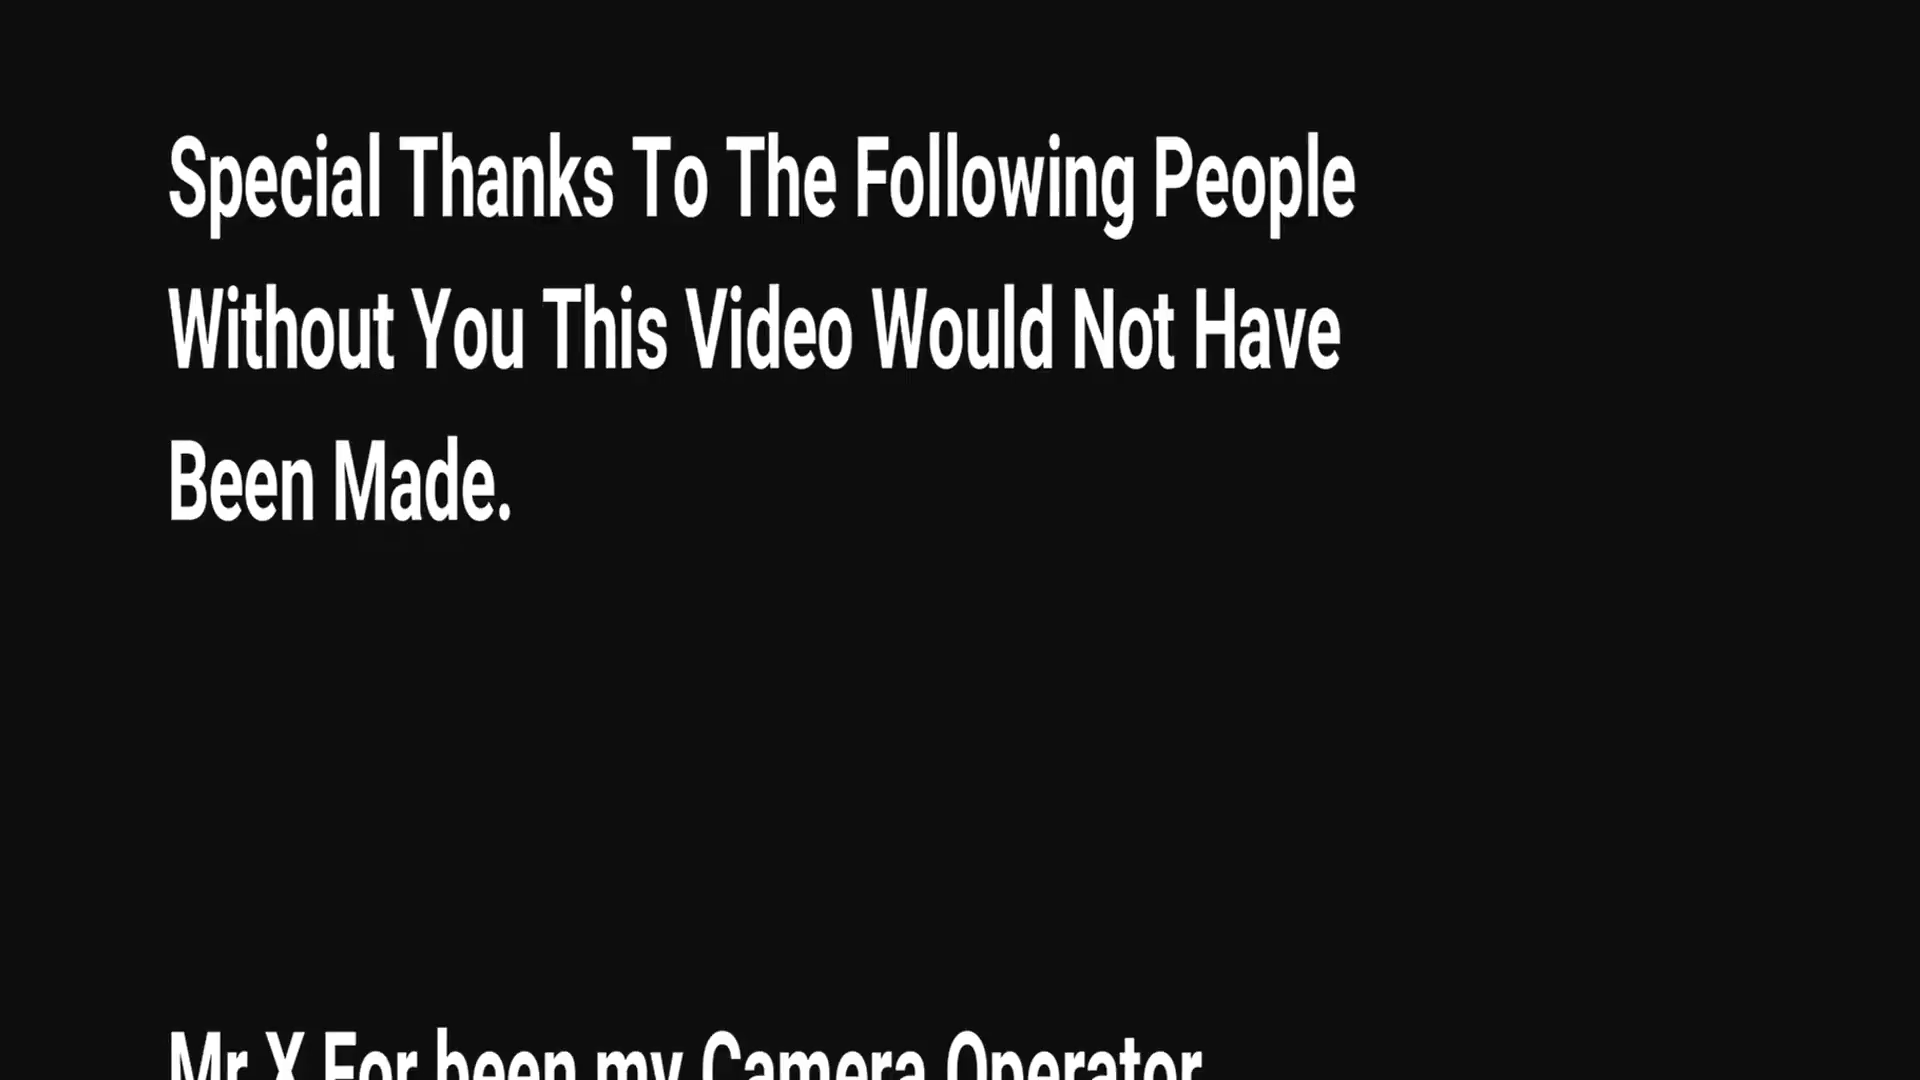 Special Thanks To The Following People
Without You This Video Would Not Have
Been Made.
Mr X For been my Camera Operator